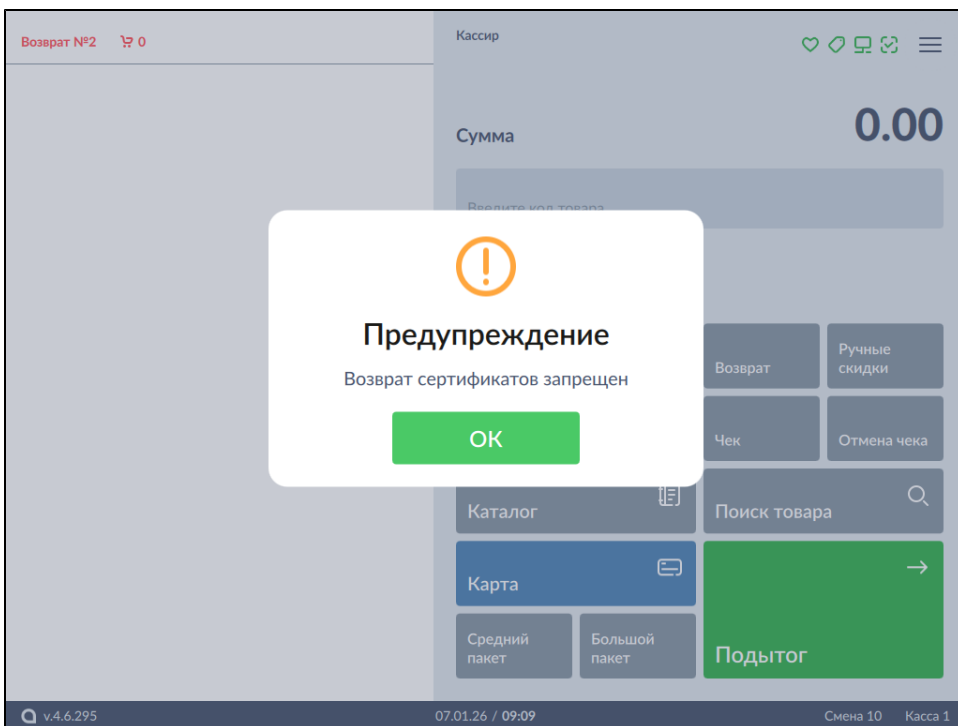 Возврат №2 0
Кассир
Сумма
0.00
Введите код товара
Предупреждение
Возврат сертификатов запрещен
ОК
Возврат
Ручные
скидки
Чек
Отмена чека
Каталог
Поиск товара
Карта
Средний
пакет
Большой
пакет
Подытог
v.4.6.295
07.01.26 / 09:09
Смена 10
Касса 1